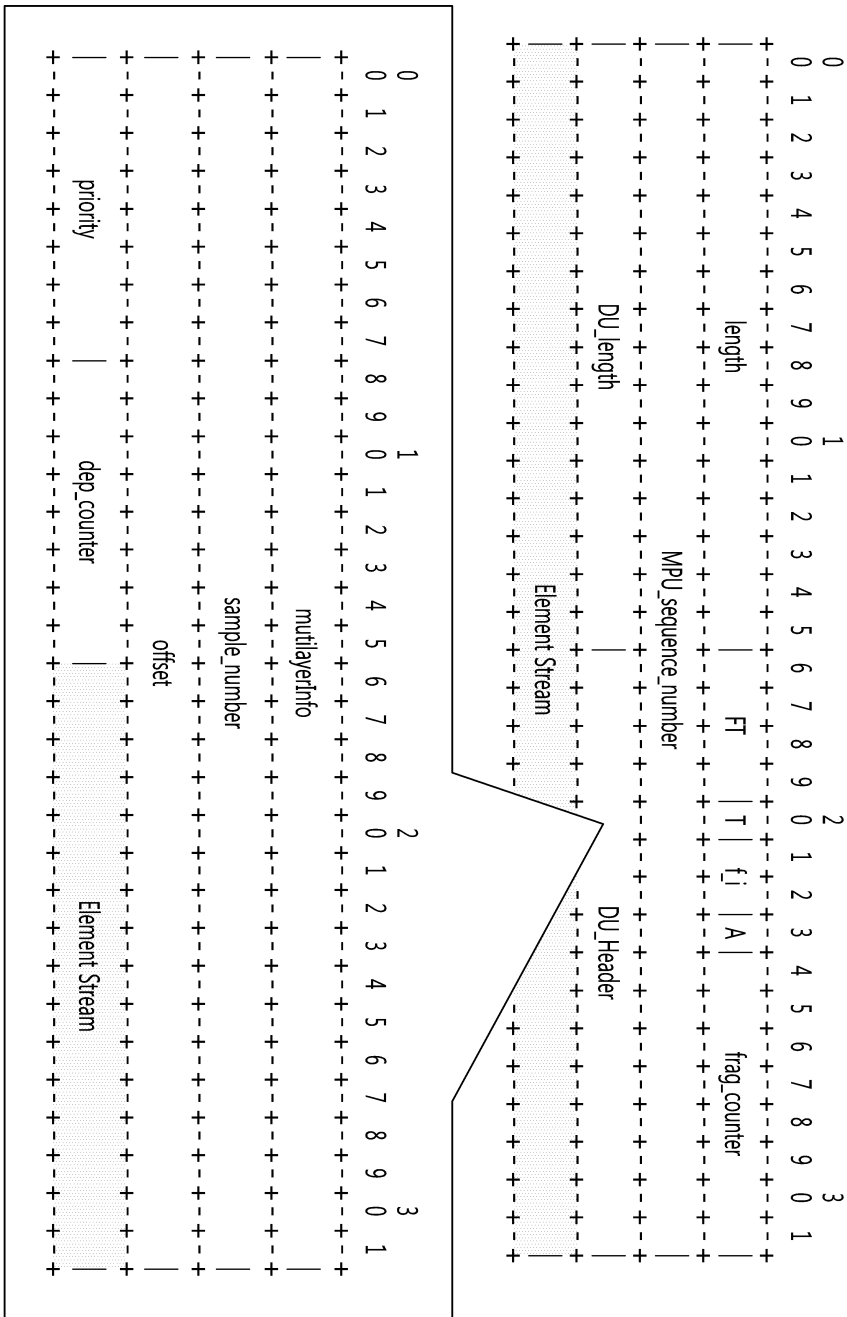 0 1 2 3
0 1 2 3 4 5 6 7 8 9 0 1 2 3 4 5 6 7 8 9 0 1 2 3 4 5 6 7 8 9 0 1
length | FT | T | f_i | A | frag_counter
MPU_sequence_number
DU_length | DU_Header
Element Stream
0 1 2 3
0 1 2 3 4 5 6 7 8 9 0 1 2 3 4 5 6 7 8 9 0 1 2 3 4 5 6 7 8 9 0 1
mutilayerInfo
sample_number
offset
priority | dep_counter | Element Stream